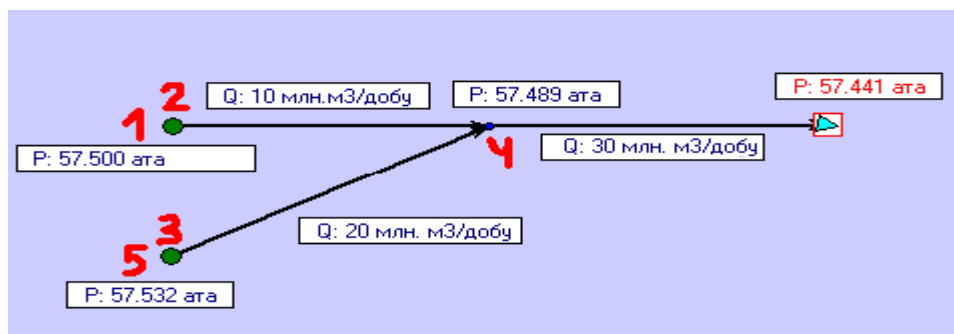 2
Q: 10 млн.м3/добу
P: 57.489 ата
P: 57.441 ата
1
P: 57.500 ата
4
Q: 30 млн. м3/добу
3
Q: 20 млн. м3/добу
5
P: 57.532 ата